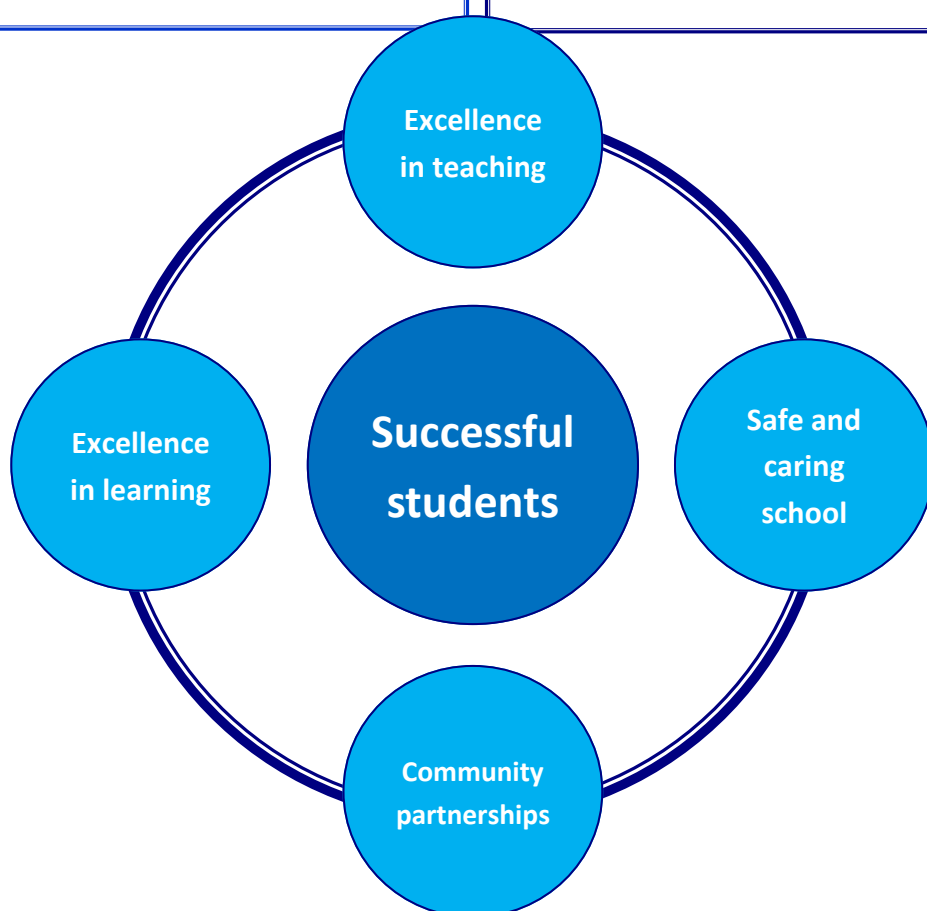 Excellence
in teaching
Excellence
in learning
Successful
students
Safe and
caring
school
Community
partnerships